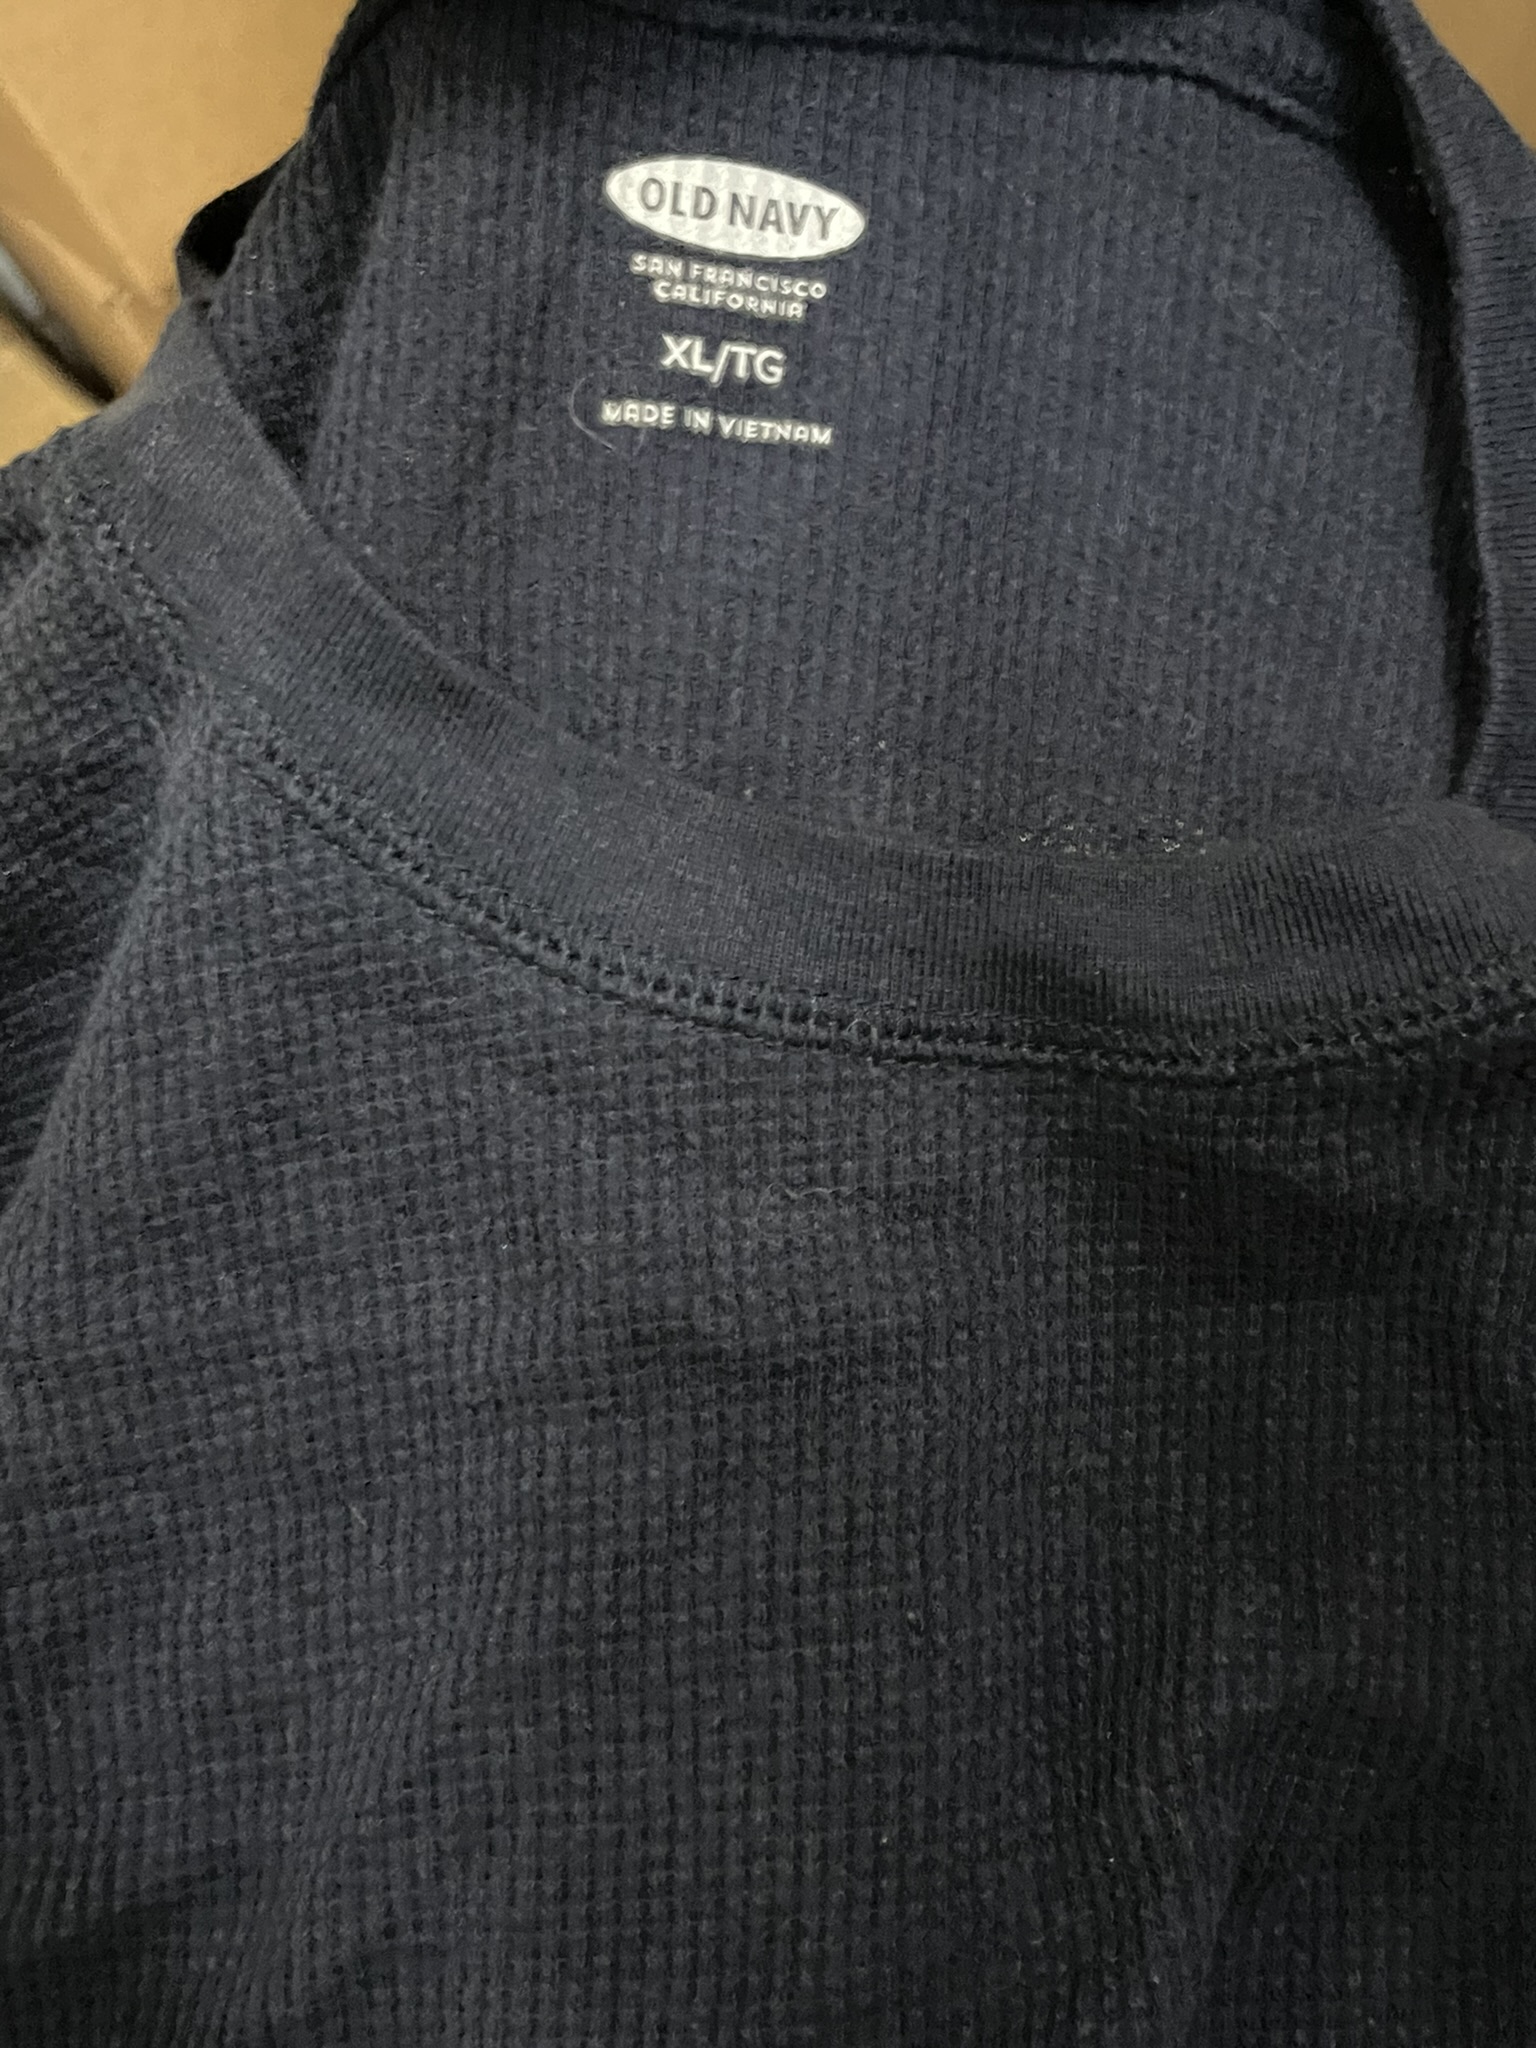 OLD NAVY
SAN FRANCISCO
CALIFORNIA
XL/TG
MADE IN VIETNAM